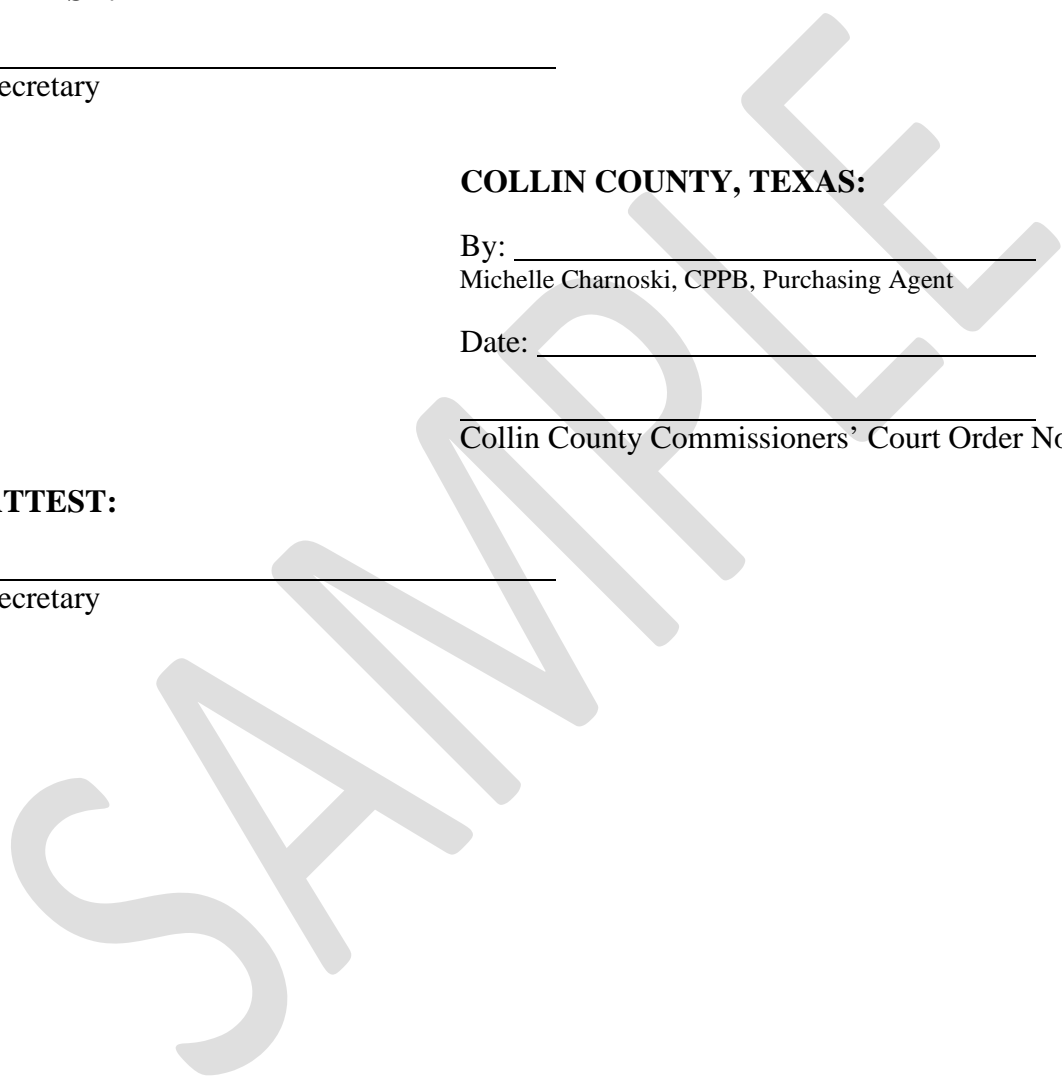 ecretary
COLLIN COUNTY, TEXAS:
By:
Michelle Charnoski, CPPB, Purchasing Agent
Date:
Collin County Commissioners’ Court Order No
TTEST:
ecretary
SAMPLE